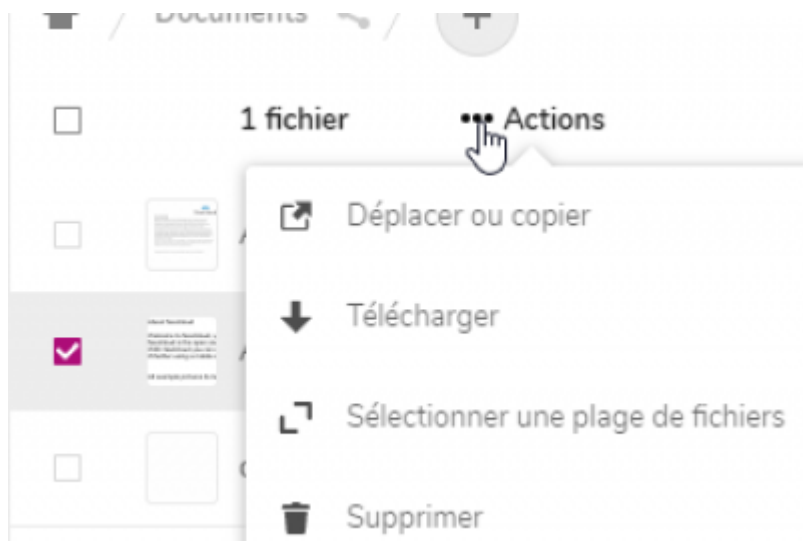 / Documents /
1 fichier ••• Actions
Déplacer ou copier
Télécharger
Sélectionner une plage de fichiers
Supprimer